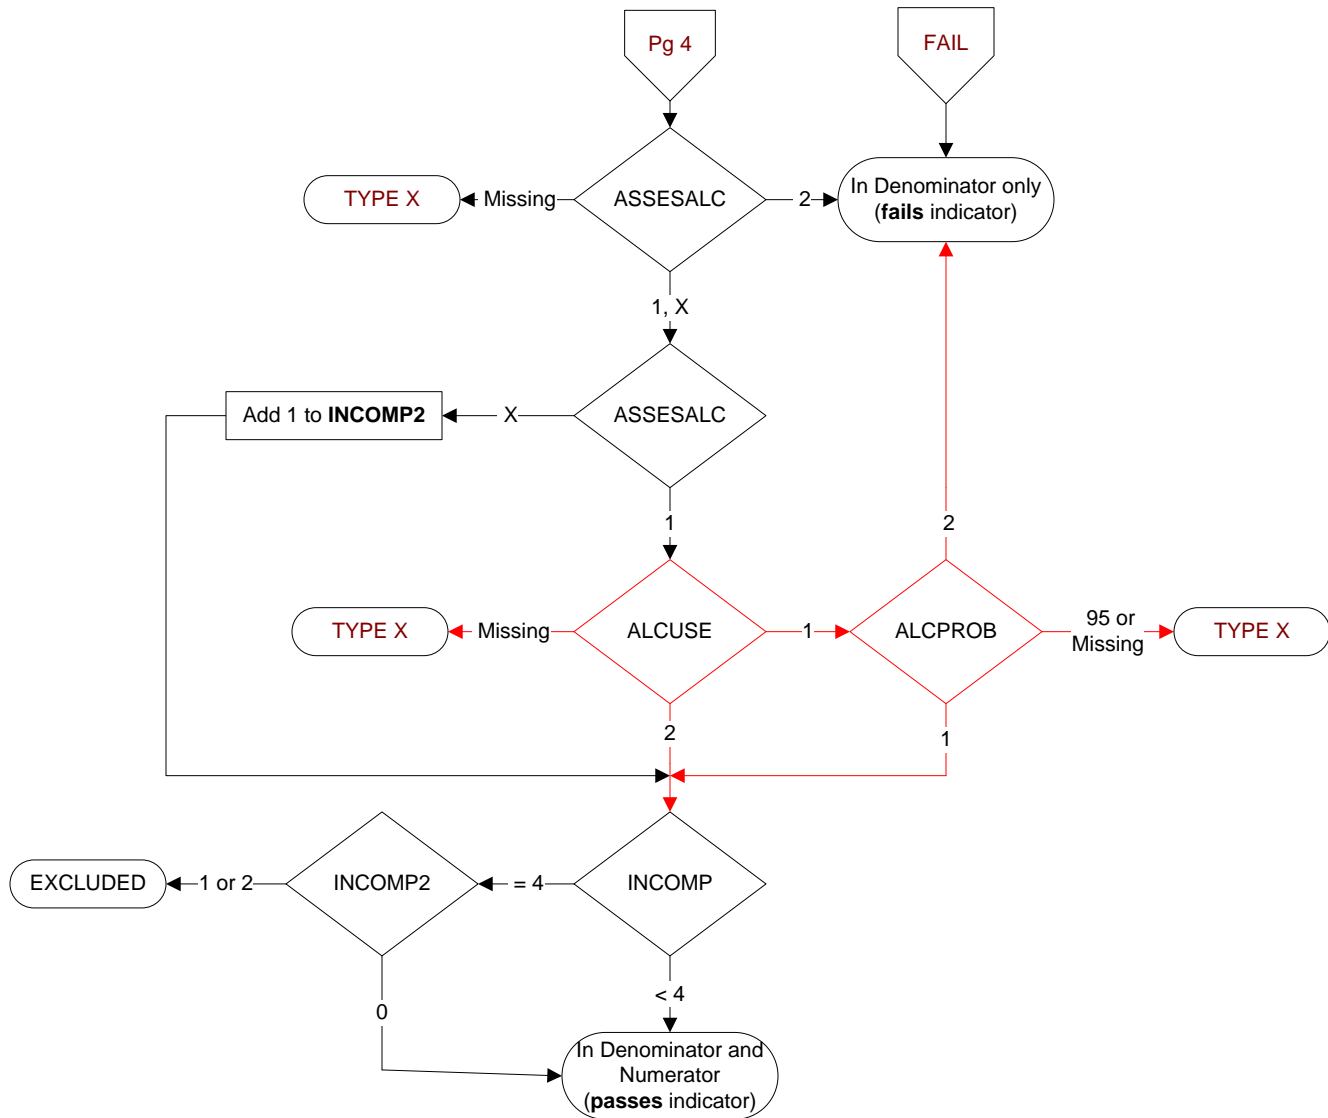 Pg 4
FAIL
TYPE X
Missing
ASSESALC
2
In Denominator only
(fails indicator)
1, X
Add 1 to INCOMP2
X
ASSESALC
1
2
TYPE X
Missing
ALCUSE
1
ALCPROB
95 or
Missing
TYPE X
2
1
EXCLUDED
1 or 2
INCOMP2
= 4
INCOMP
0
< 4
In Denominator and
Numerator
(passes indicator)